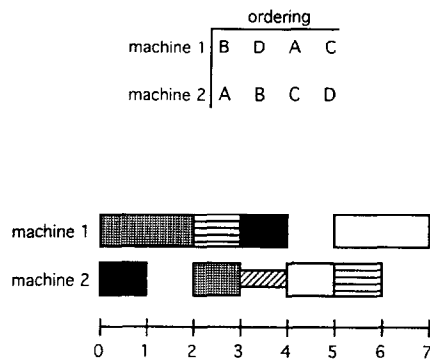 ordering
machine 1 B D A C
machine 2 A B C D
machine 1
machine 2
0 1 2 3 4 5 6 7